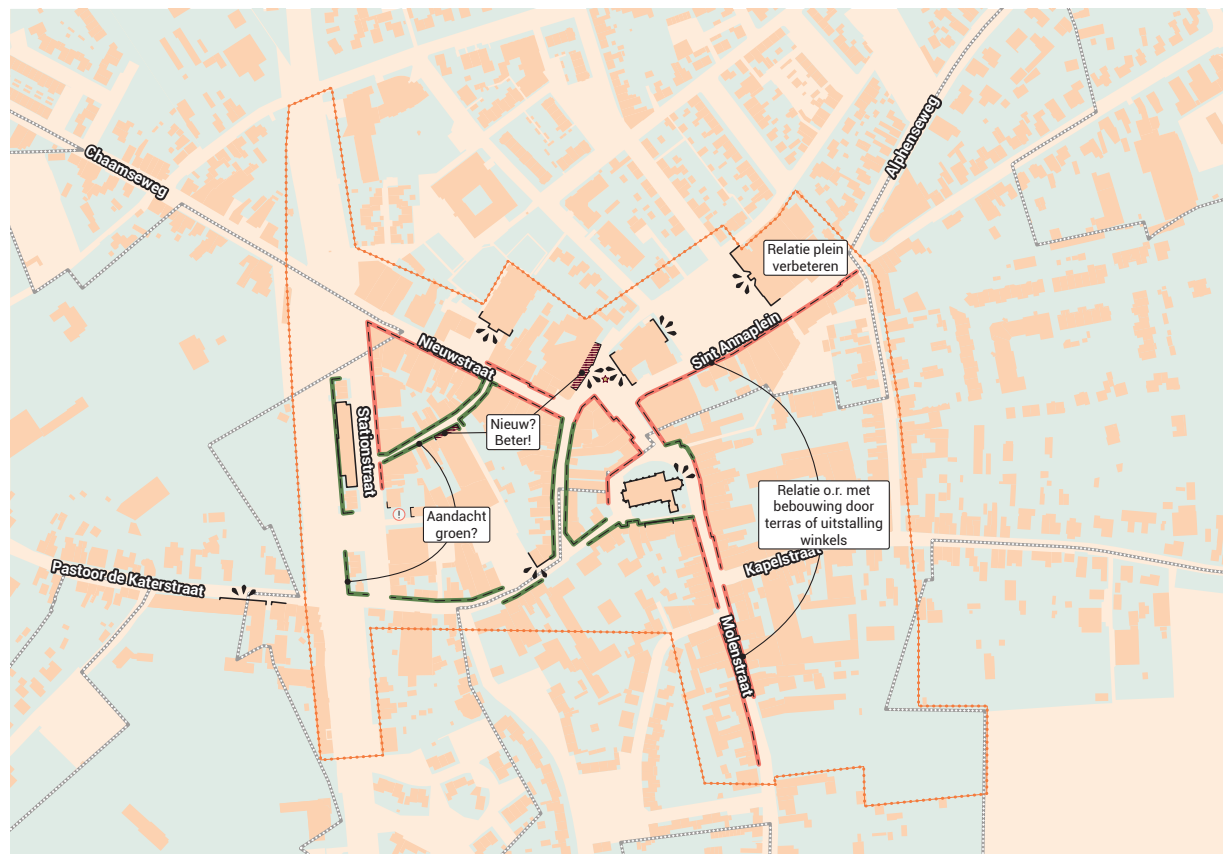 Alphenseweg
Chaamseweg
Relatie plein
verbeteren
Nieuwstraat
Sint Annaplein
Stationstraat
Nieuw?
Beter!
Aandacht
groen?
!
Relatie o.r. met
bebouwing door
terras of uitstalling
winkels
Kapelstraat
Pastoor de Katerstraat
Molenstraat